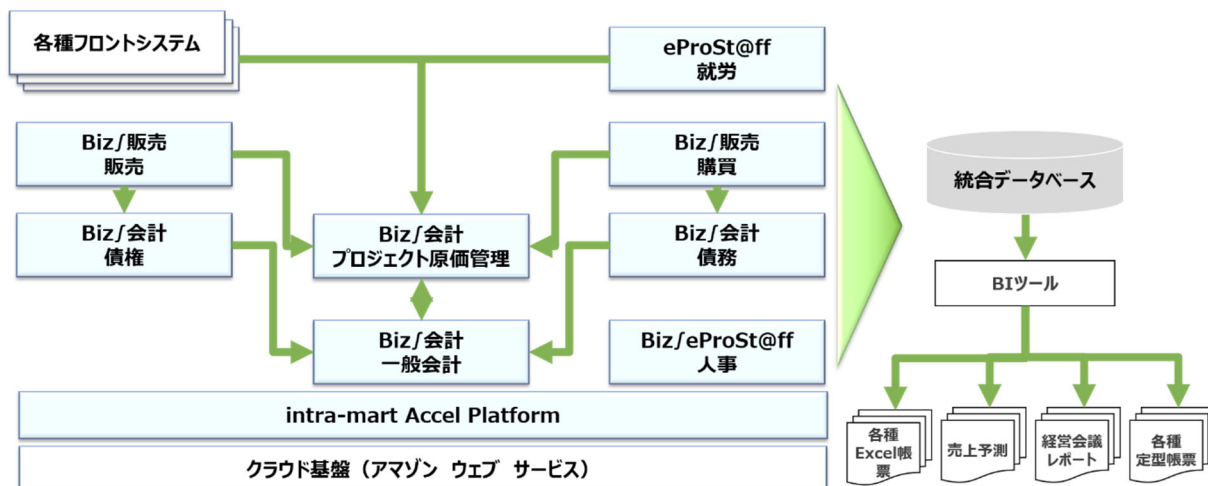 各種フロントシステム
eProSt@ff
就労
Biz∫販売
販売
Biz∫販売
購買
Biz∫会計
債権
Biz∫会計
プロジェクト原価管理
Biz∫会計
債務
Biz∫会計
一般会計
Biz∫eProSt@ff
人事
intra-mart Accel Platform
クラウド基盤（アマゾン ウェブ サービス）
統合データベース
BIツール
各種
Excel帳
票
売上予測
経営会議
レポート
各種
定型帳票